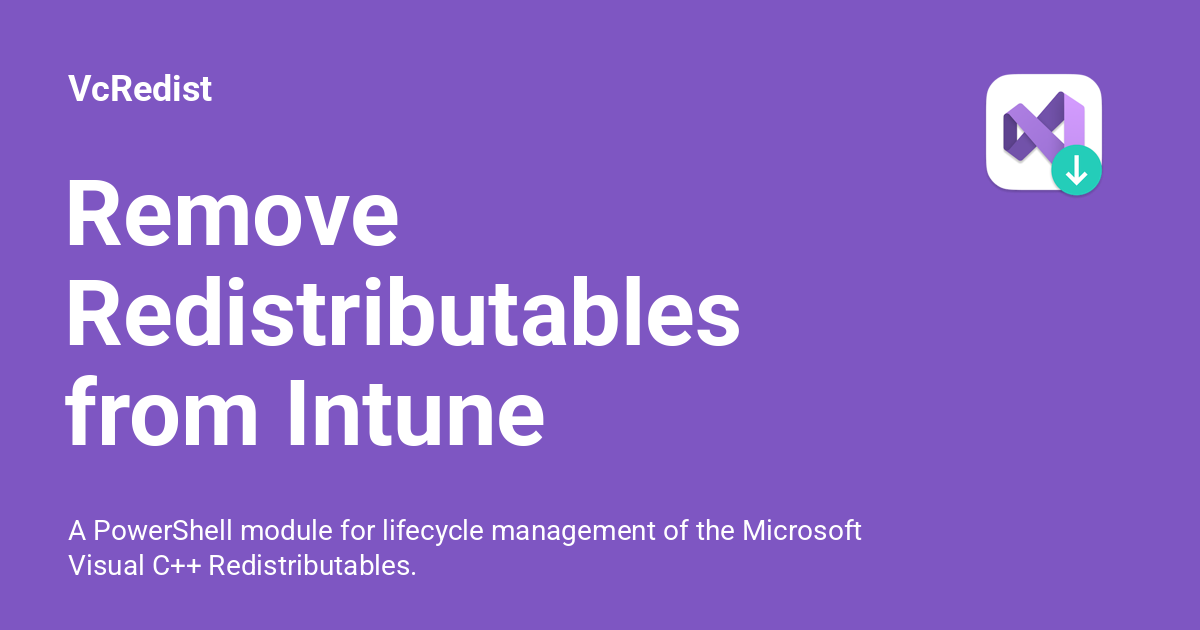 VcRedist
Remove
Redistributables
from Intune
A PowerShell module for lifecycle management of the Microsoft
Visual C++ Redistributables.